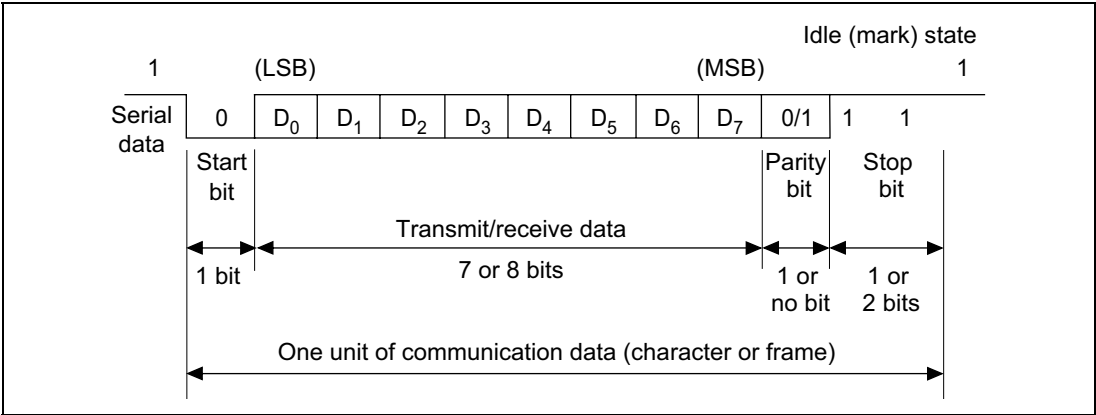 Idle (mark) state
1 (LSB) (MSB) 1
Serial data 0 D0 D1 D2 D3 D4 D5 D6 D7 0/1 1 1
Start bit Parity bit Stop bit
Transmit/receive data
1 bit 7 or 8 bits 1 or no bit 1 or 2 bits
One unit of communication data (character or frame)